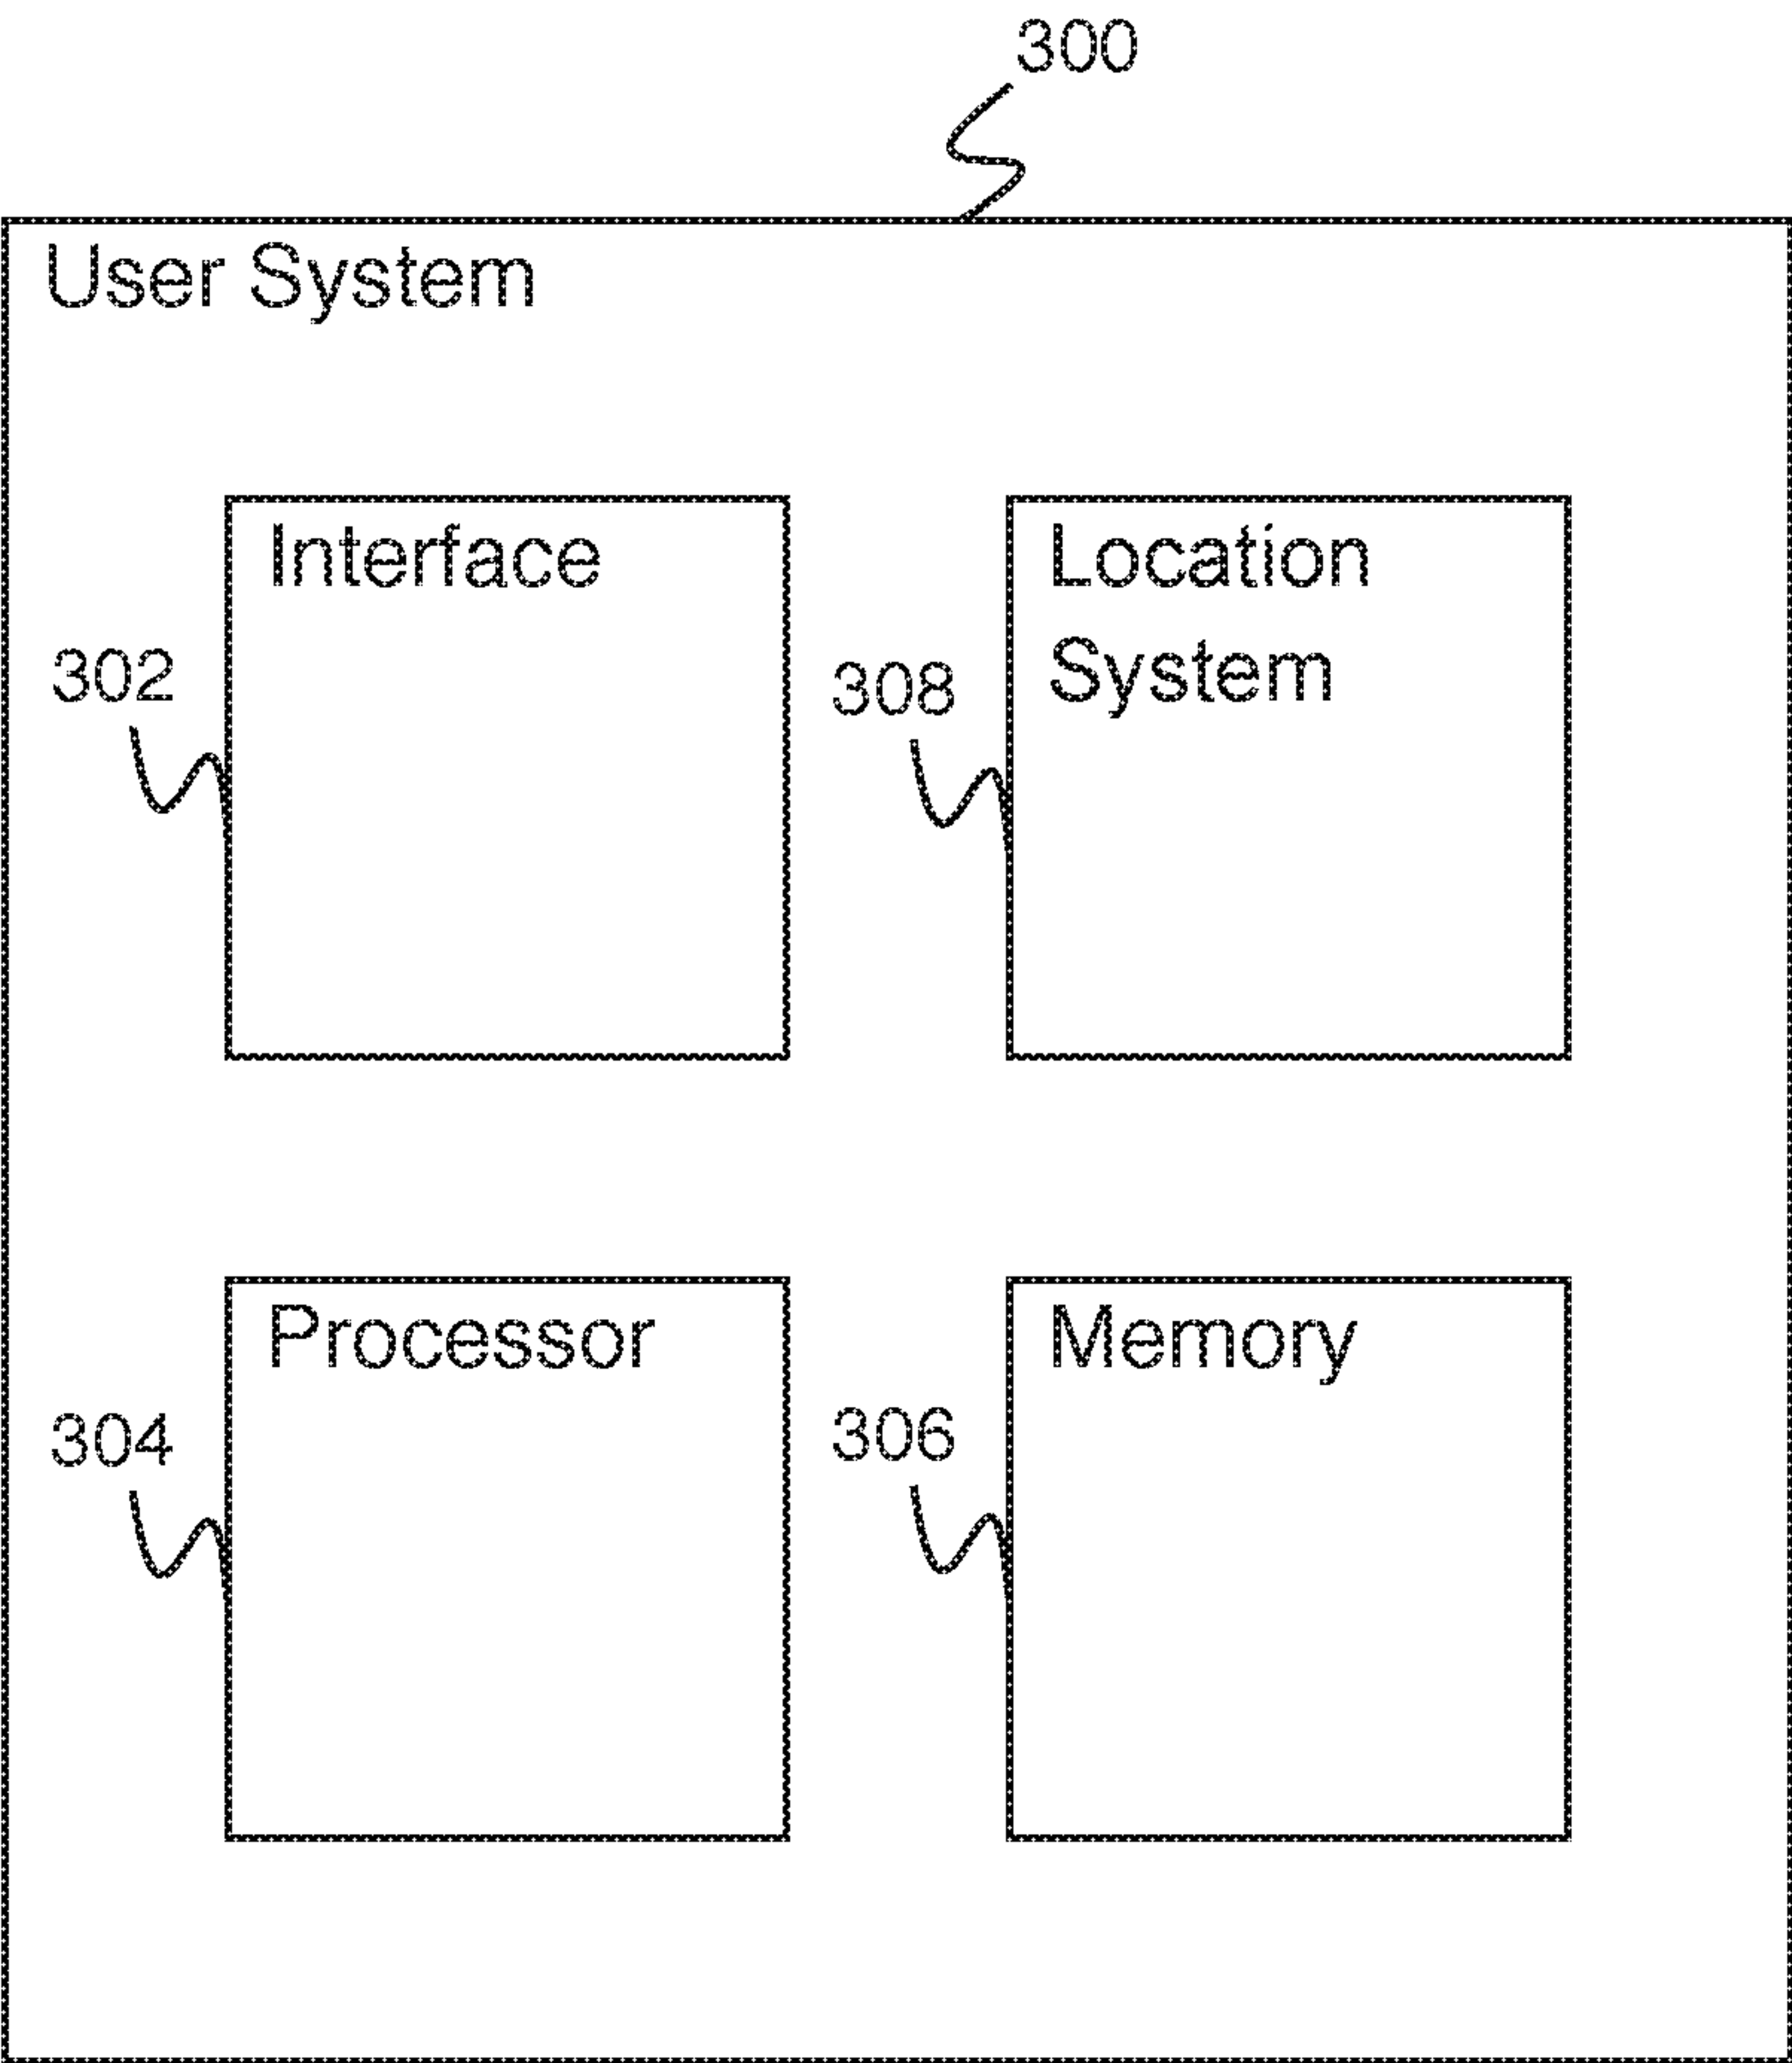 300
User System
Interface
302
Location
System
308
Processor
304
Memory
306